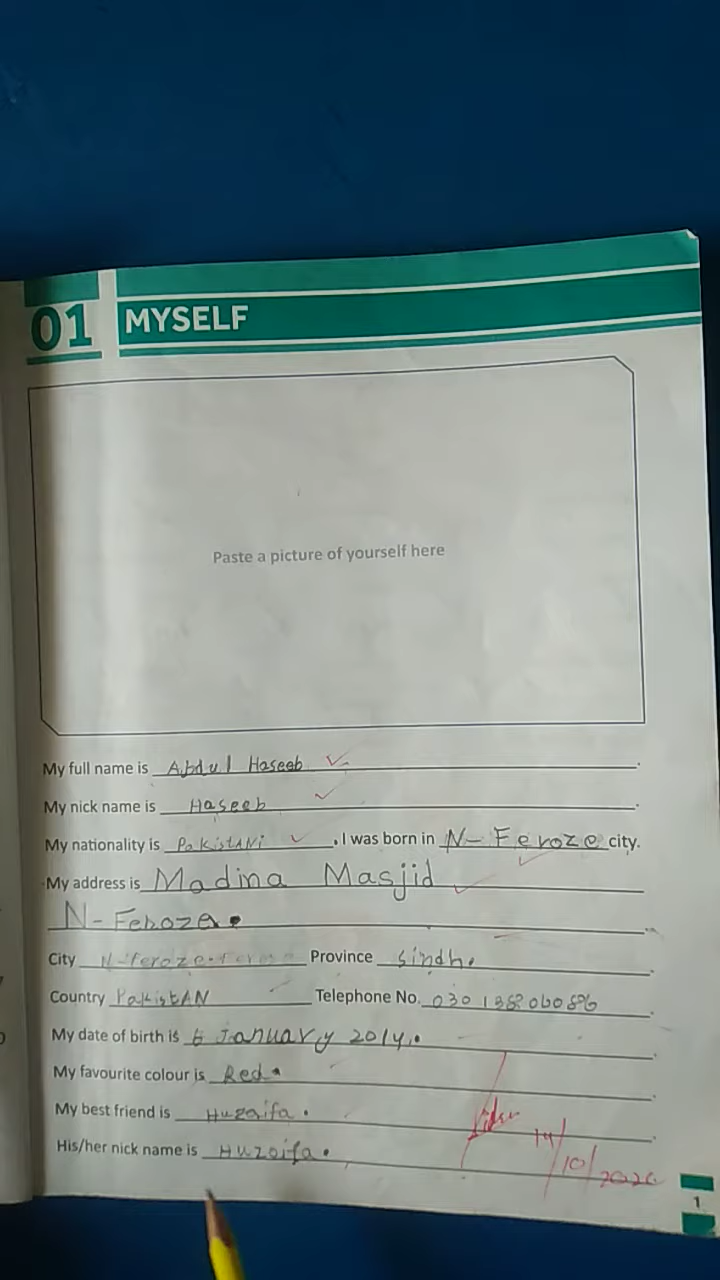 01 MYSELF
Paste a picture of yourself here
My full name is Abdul Haseeb.
My nick name is Haseeb.
My nationality is PakistANi. I was born in N-Feroze city.
My address is Madina Masjid
N-Feroze.
City N-feroze Province Sindh.
Country PakistAN Telephone No.
My date of birth is 6 January 2014.
My favourite colour is Red.
My best friend is Huzaifa.
His/her nick name is Huzaifa.
14/10/2020
1